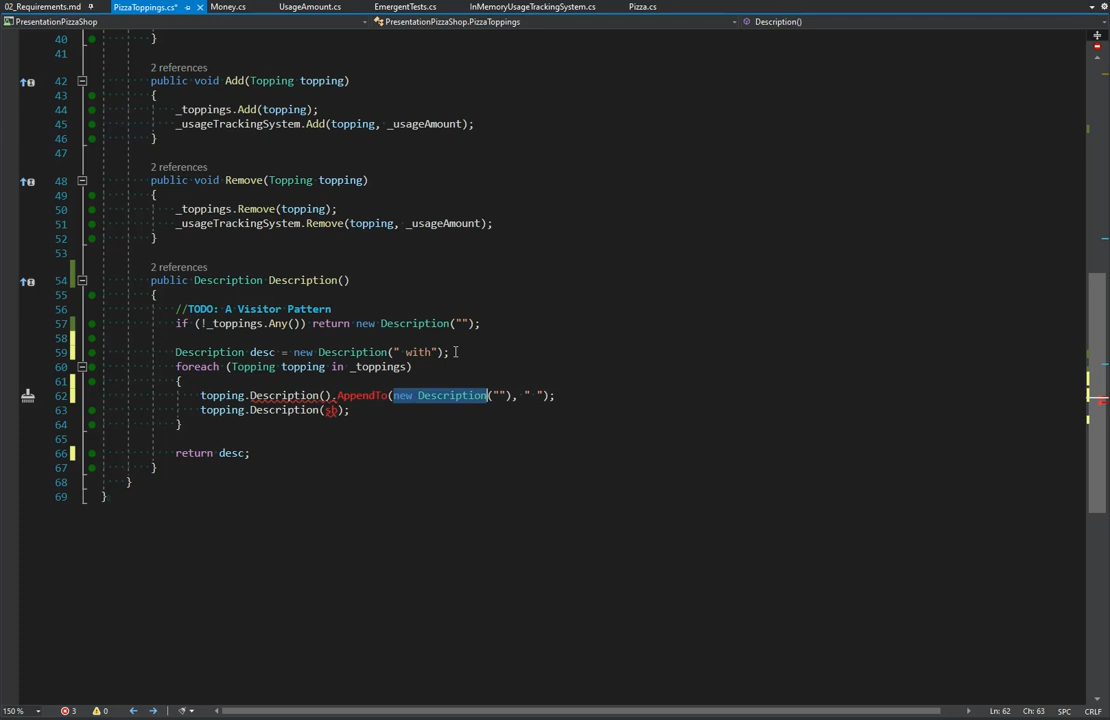 02_Requirements.md PizzaToppings.cs* Money.cs UsageAmount.cs EmergentTests.cs InMemoryUsageTrackingSystem.cs Pizza.cs
PresentationPizzaShop PresentationPizzaShop.PizzaToppings Description()
40 }
41
2 references
42 public void Add(Topping topping)
43 {
44 _toppings.Add(topping);
45 _usageTrackingSystem.Add(topping, _usageAmount);
46 }
47
2 references
48 public void Remove(Topping topping)
49 {
50 _toppings.Remove(topping);
51 _usageTrackingSystem.Remove(topping, _usageAmount);
52 }
53
2 references
54 public Description Description()
55 {
56 //TODO: A Visitor Pattern
57 if (!_toppings.Any()) return new Description("");
58
59 Description desc = new Description(" with");
60 foreach (Topping topping in _toppings)
61 {
62 topping.Description().AppendTo(new Description(""), " ");
63 topping.Description(sb);
64 }
65
66 return desc;
67 }
68 }
69 }
150 % 3 0 Ln: 62 Ch: 63 SPC CRLF